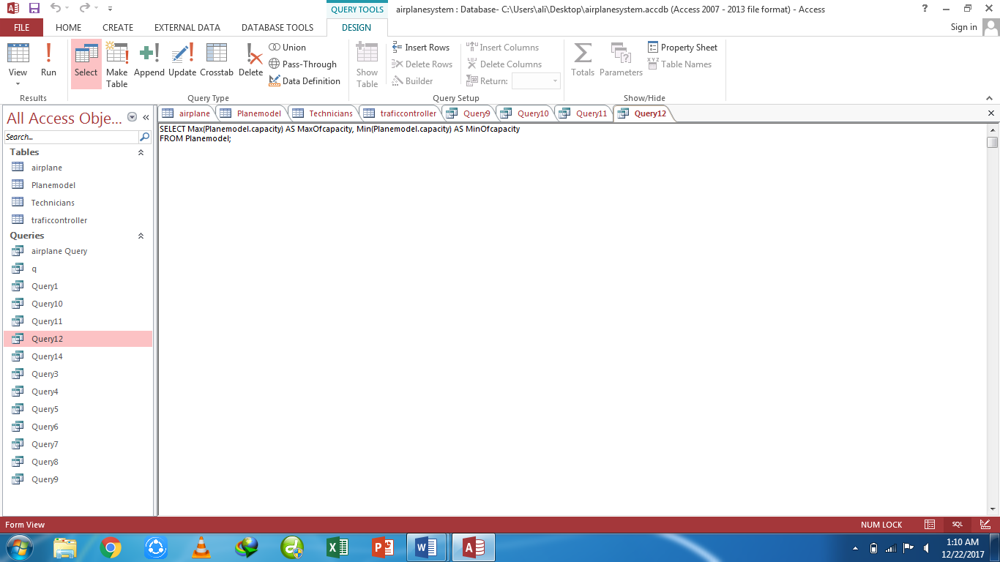 QUERY TOOLS
airplanesystem : Database- C:\Users\ali\Desktop\airplanesystem.accdb (Access 2007 - 2013 file format) - Access
?
FILE HOME CREATE EXTERNAL DATA DATABASE TOOLS DESIGN Sign in
View
Run
Select
Make Table
Append
Update
Crosstab
Delete
Union
Pass-Through
Data Definition
Show Table
Insert Rows
Delete Rows
Builder
Insert Columns
Delete Columns
Return:
Totals
Parameters
Property Sheet
Table Names
Results Query Type Query Setup Show/Hide
All Access Obje...
Search...
Tables
airplane
Planemodel
Technicians
traficcontroller
Queries
airplane Query
q
Query1
Query10
Query11
Query12
Query14
Query3
Query4
Query5
Query6
Query7
Query8
Query9
airplane Planemodel Technicians traficcontroller Query9 Query10 Query11 Query12
SELECT Max(Planemodel.capacity) AS MaxOfcapacity, Min(Planemodel.capacity) AS MinOfcapacity
FROM Planemodel;
Form View NUM LOCK SQL
1:10 AM
12/22/2017